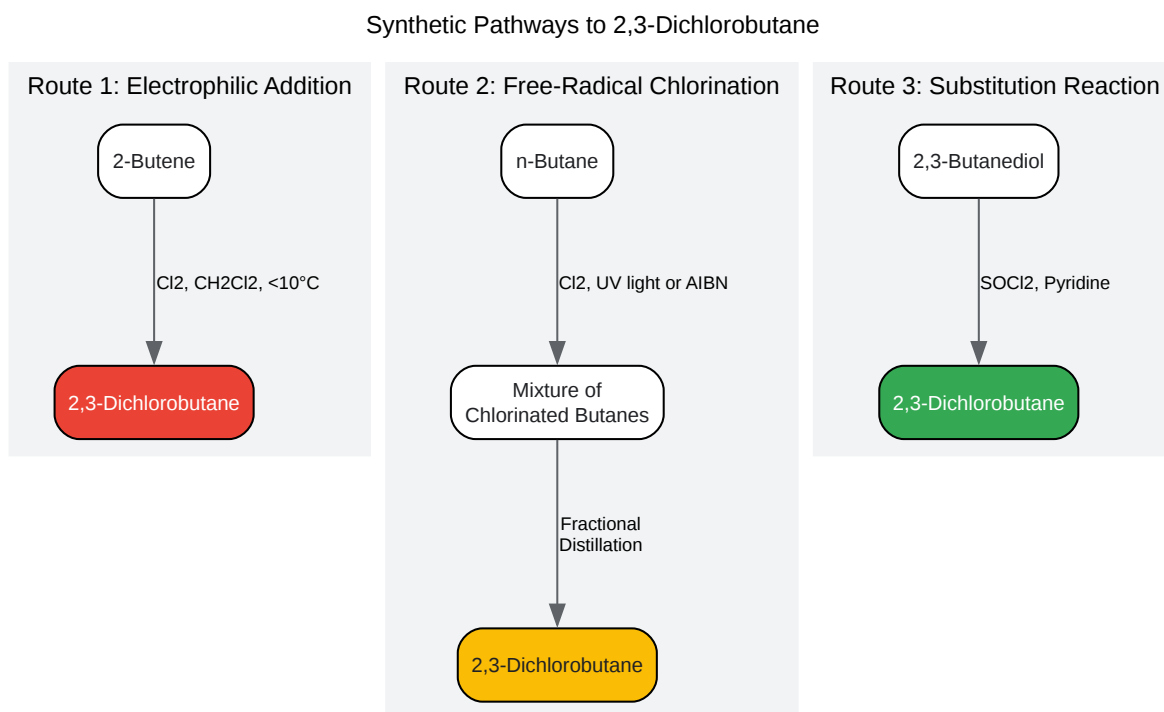 Synthetic Pathways to 2,3-Dichlorobutane
Route 1: Electrophilic Addition
2-Butene
Cl2, CH2Cl2, <10°C
2,3-Dichlorobutane
Route 2: Free-Radical Chlorination
n-Butane
Cl2, UV light or AIBN
Mixture of
Chlorinated Butanes
Fractional
Distillation
2,3-Dichlorobutane
Route 3: Substitution Reaction
2,3-Butanediol
SOCl2, Pyridine
2,3-Dichlorobutane